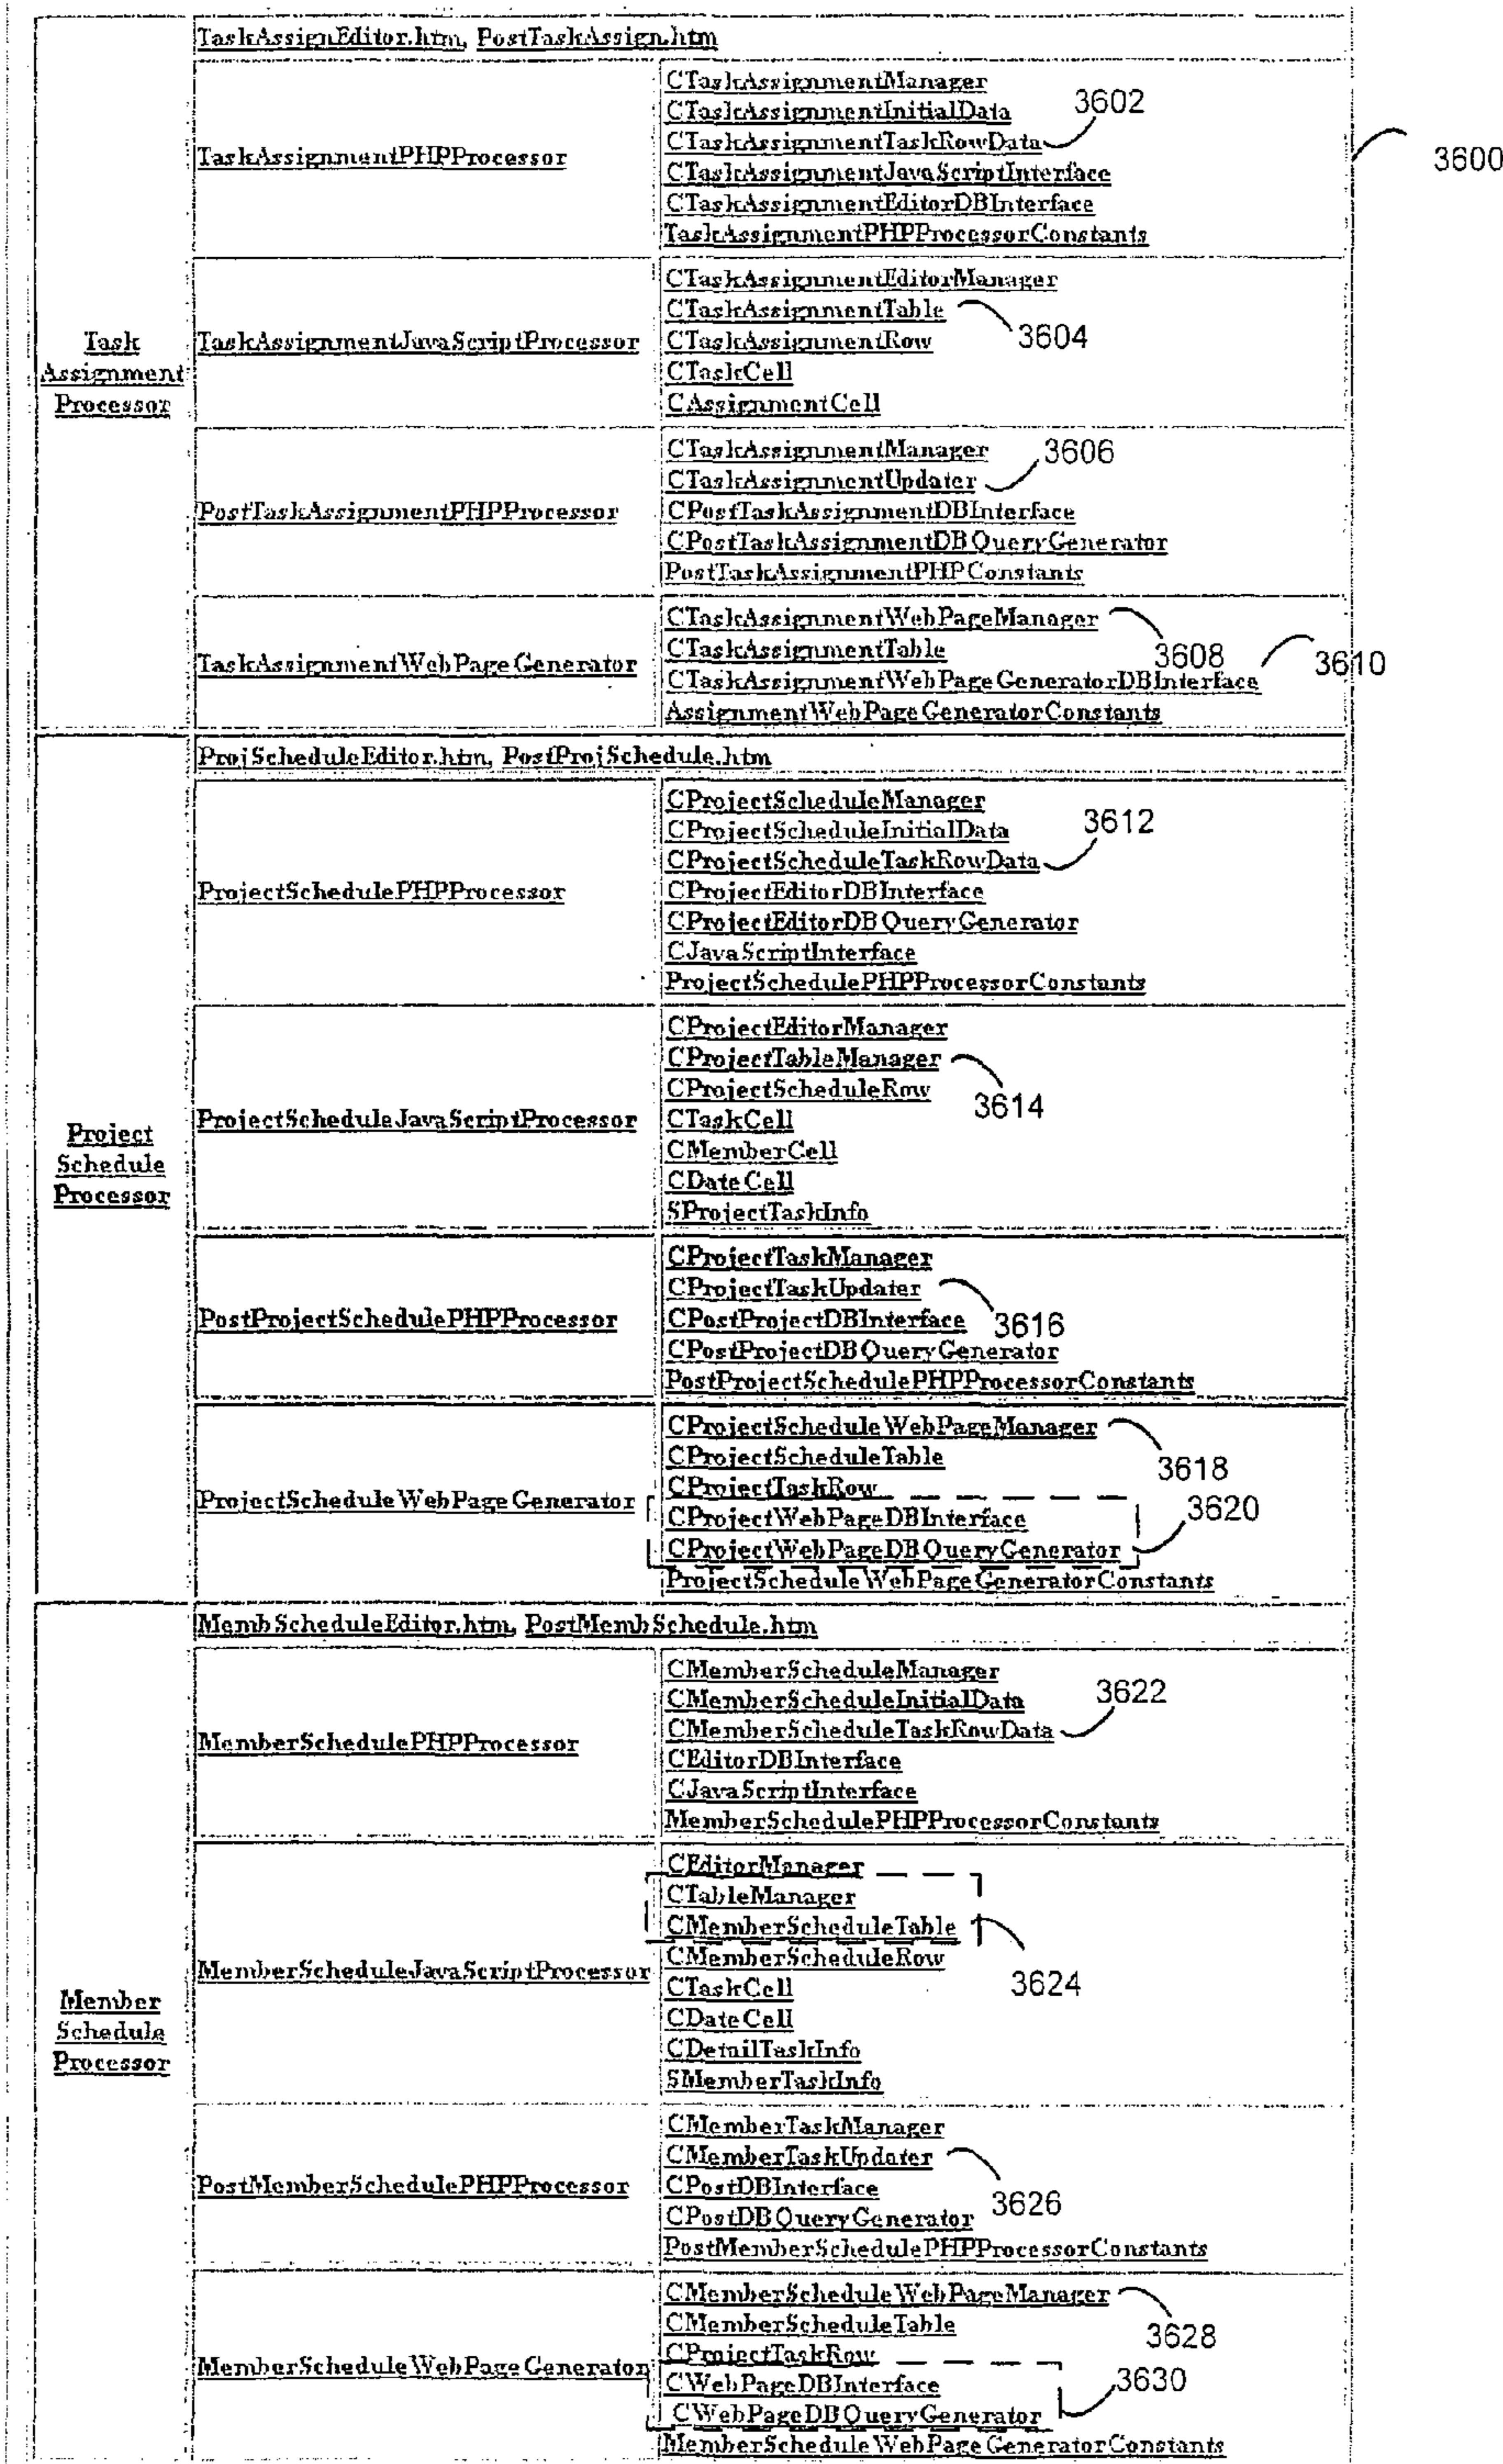 TaskAssignEditor.htm, PostTaskAssign.htm
CTaskAssignmentManager
CTaskAssignmentInitialData
3602
TaskAssignmentPHPProcessor
CTaskAssignmentTaskRowData
3600
CTaskAssignmentJavaScriptInterface
CTaskAssignmentEditorDBInterface
TaskAssignmentPHPProcessorConstants
Task
Assignment
Processor
TaskAssignmentJavaScriptProcessor
CTaskAssignmentEditorManager
CTaskAssignmentTable
3604
CTaskAssignmentRow
CTaskCell
CAssignmentCell
PostTaskAssignmentPHPProcessor
CTaskAssignmentManager
3606
CTaskAssignmentUpdater
CPostTaskAssignmentDBInterface
CPostTaskAssignmentDBQueryGenerator
PostTaskAssignmentPHPConstants
TaskAssignmentWebPageGenerator
CTaskAssignmentWebPageManager
3608
CTaskAssignmentTable
3610
CTaskAssignmentWebPageGeneratorDBInterface
AssignmentWebPageGeneratorConstants
ProjScheduleEditor.htm, PostProjSchedule.htm
ProjectSchedulePHPProcessor
CProjectScheduleManager
CProjectScheduleInitialData
3612
CProjectScheduleTaskRowData
CProjectEditorDBInterface
CProjectEditorDBQueryGenerator
CJavaScriptInterface
ProjectSchedulePHPProcessorConstants
Project
Schedule
Processor
ProjectScheduleJavaScriptProcessor
CProjectEditorManager
CProjectTableManager
3614
CProjectScheduleRow
CTaskCell
CMemberCell
CDateCell
SProjectTaskInfo
PostProjectSchedulePHPProcessor
CProjectTaskManager
CProjectTaskUpdater
3616
CPostProjectDBInterface
CPostProjectDBQueryGenerator
PostProjectSchedulePHPProcessorConstants
ProjectScheduleWebPageGenerator
CProjectScheduleWebPageManager
3618
CProjectScheduleTable
CProjectTaskRow
CProjectWebPageDBInterface
3620
CProjectWebPageDBQueryGenerator
ProjectScheduleWebPageGeneratorConstants
MembScheduleEditor.htm, PostMembSchedule.htm
MemberSchedulePHPProcessor
CMemberScheduleManager
CMemberScheduleInitialData
3622
CMemberScheduleTaskRowData
CEditorDBInterface
CJavaScriptInterface
MemberSchedulePHPProcessorConstants
Member
Schedule
Processor
MemberScheduleJavaScriptProcessor
CEditorManager
CTableManager
CMemberScheduleTable
3624
CMemberScheduleRow
CTaskCell
CDateCell
CDetailTaskInfo
SMemberTaskInfo
PostMemberSchedulePHPProcessor
CMemberTaskManager
CMemberTaskUpdater
3626
CPostDBInterface
CPostDBQueryGenerator
PostMemberSchedulePHPProcessorConstants
MemberScheduleWebPageGenerator
CMemberScheduleWebPageManager
3628
CMemberScheduleTable
CProjectTaskRow
CWebPageDBInterface
3630
CWebPageDBQueryGenerator
MemberScheduleWebPageGeneratorConstants